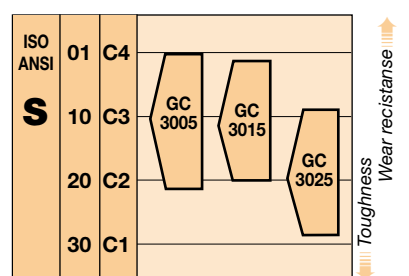 ISO
ANSI
S
01 C4
10 C3
20 C2
30 C1
GC
3005
GC
3015
GC
3025
Toughness
Wear recistanse